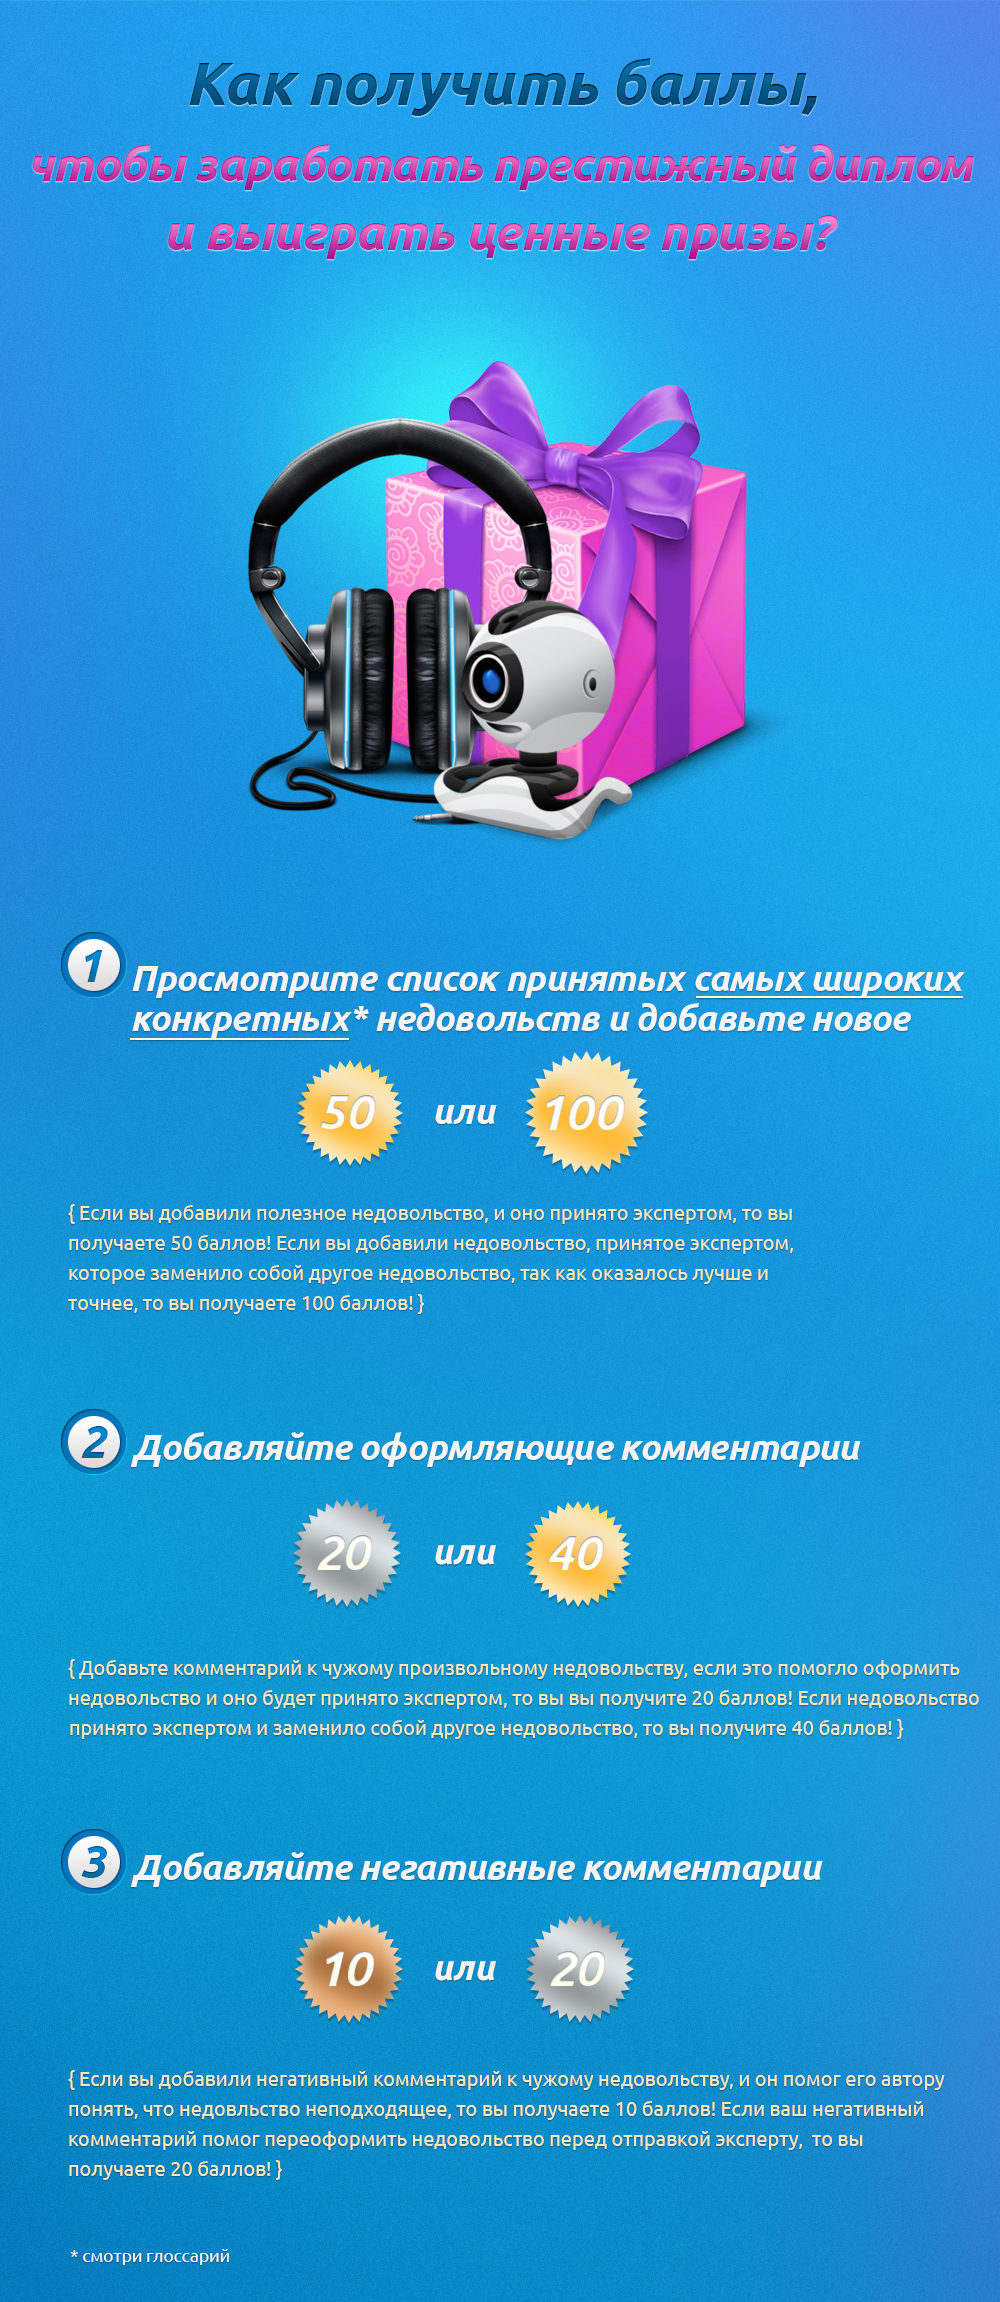 Как получить баллы,
чтобы заработать престижный диплом
и выиграть ценные призы?
1
Просмотрите список принятых самых широких
конкретных* недовольств и добавьте новое
50 или 100
{ Если вы добавили полезное недовольство, и оно принято экспертом, то вы
получаете 50 баллов! Если вы добавили недовольство, принятое экспертом,
которое заменило собой другое недовольство, так как оказалось лучше и
точнее, то вы получаете 100 баллов! }
2
Добавляйте оформляющие комментарии
20 или 40
{ Добавьте комментарий к чужому произвольному недовольству, если это помогло оформить
недовольство и оно будет принято экспертом, то вы вы получите 20 баллов! Если недовольство
принято экспертом и заменило собой другое недовольство, то вы получите 40 баллов! }
3
Добавляйте негативные комментарии
10 или 20
{ Если вы добавили негативный комментарий к чужому недовольству, и он помог его автору
понять, что недовльство неподходящее, то вы получаете 10 баллов! Если ваш негативный
комментарий помог переоформить недовольство перед отправкой эксперту, то вы
получаете 20 баллов! }
* смотри глоссарий